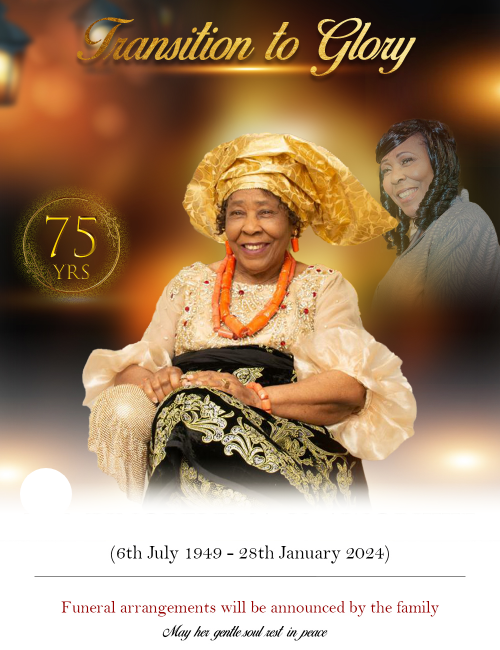 Transition to Glory
75
YRS
(6th July 1949 - 28th January 2024)
Funeral arrangements will be announced by the family
May her gentle soul rest in peace